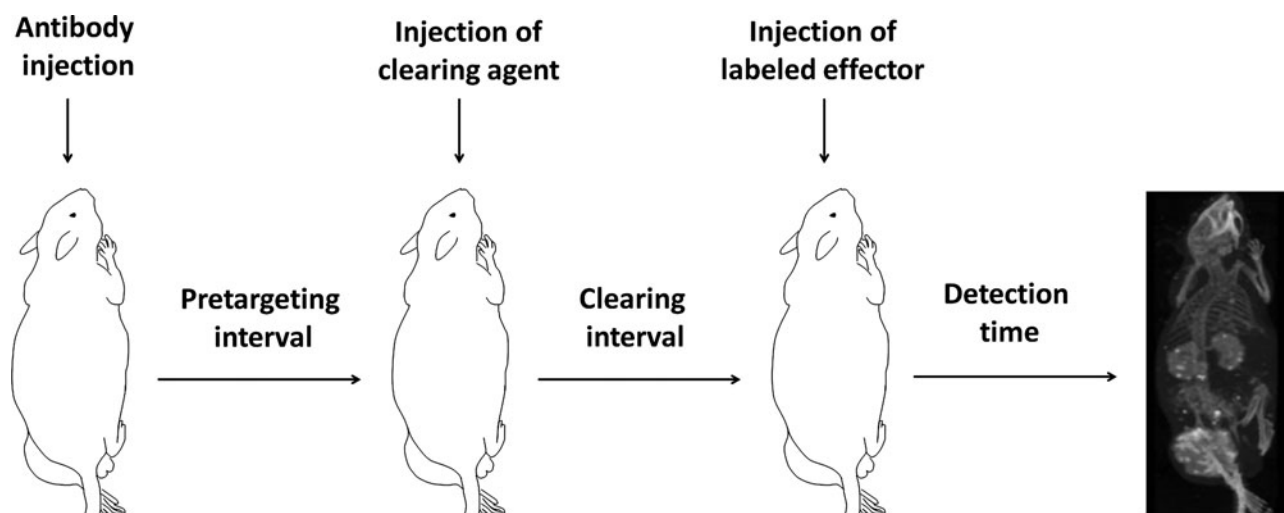 Antibody
injection
Injection of
clearing agent
Injection of
labeled effector
Pretargeting
interval
Clearing
interval
Detection
time